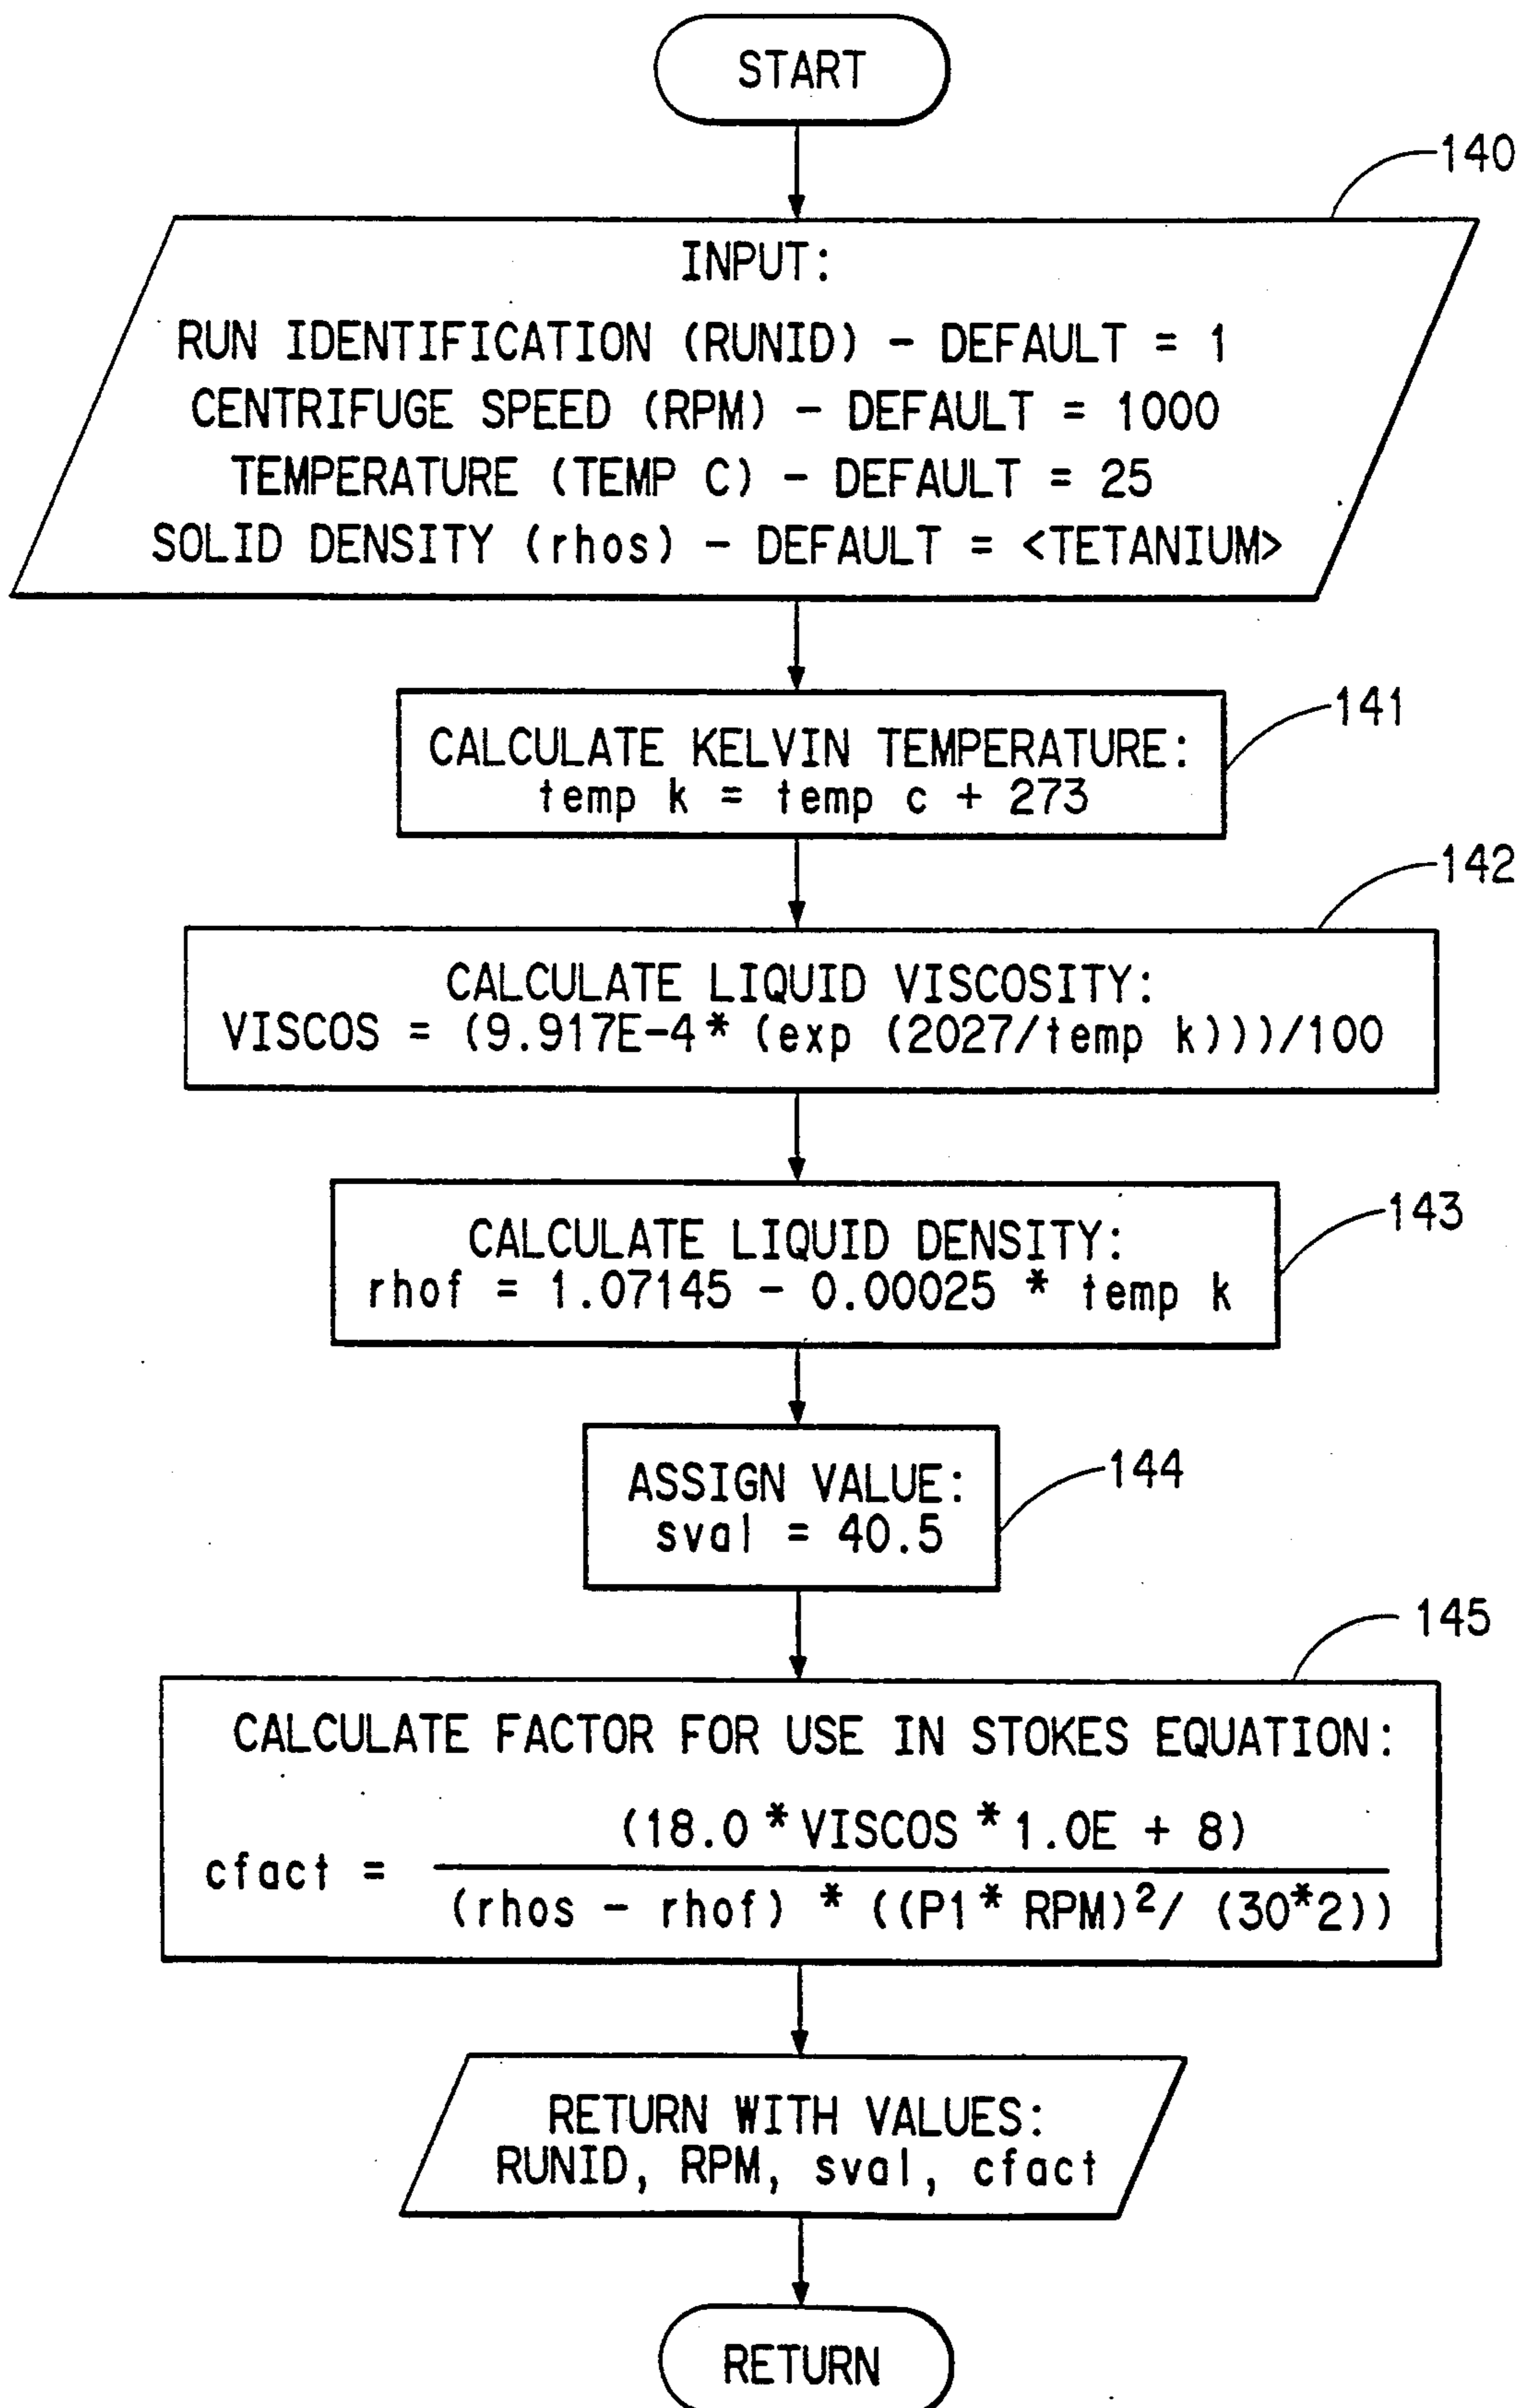 START
140
INPUT:
RUN IDENTIFICATION (RUNID) - DEFAULT = 1
CENTRIFUGE SPEED (RPM) - DEFAULT = 1000
TEMPERATURE (TEMP C) - DEFAULT = 25
SOLID DENSITY (rhos) - DEFAULT = <TETANIUM>
141
CALCULATE KELVIN TEMPERATURE:
temp k = temp c + 273
142
CALCULATE LIQUID VISCOSITY:
VISCOS = (9.917E-4* (exp (2027/temp k)))/100
143
CALCULATE LIQUID DENSITY:
rhof = 1.07145 - 0.00025 * temp k
144
ASSIGN VALUE:
sval = 40.5
145
CALCULATE FACTOR FOR USE IN STOKES EQUATION:
(18.0 * VISCOS * 1.0E + 8)
cfact =
(rhos - rhof) * ((P1* RPM)²/ (30*2))
RETURN WITH VALUES:
RUNID, RPM, sval, cfact
RETURN